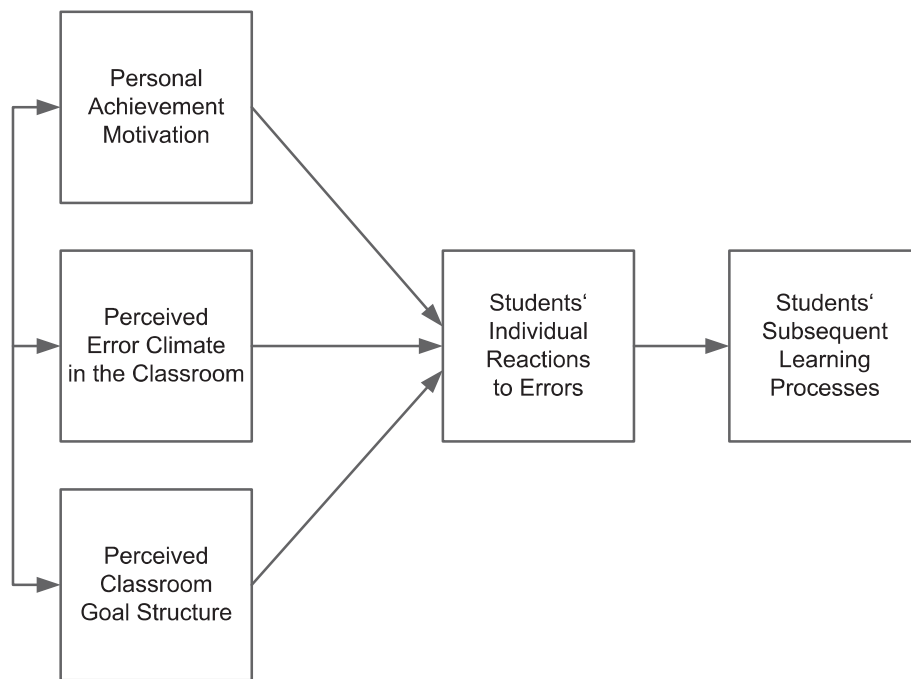 Personal
Achievement
Motivation
Perceived
Error Climate
in the Classroom
Perceived
Classroom
Goal Structure
Students‘
Individual
Reactions
to Errors
Students‘
Subsequent
Learning
Processes